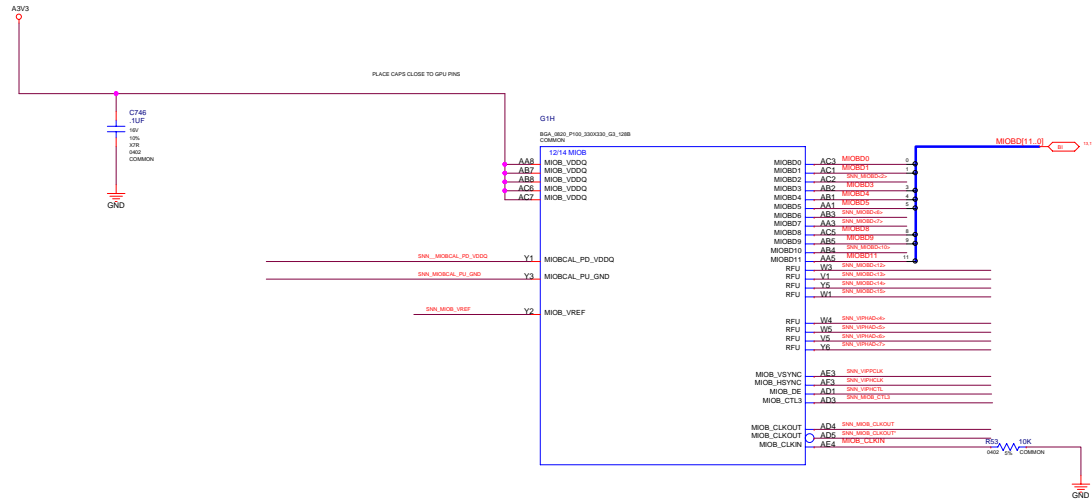 A3V3
PLACE CAPS CLOSE TO GPU PINS
C746
.1UF
16V
10%
X7R
0402
COMMON
GND
G1H
BGA_0820_P100_330X330_G3_128B
COMMON
12/14 MIOB
AA8 MIOB_VDDQ
AB7 MIOB_VDDQ
AB8 MIOB_VDDQ
AC6 MIOB_VDDQ
AC7 MIOB_VDDQ
SNN__MIOBCAL_PD_VDDQ Y1 MIOBCAL_PD_VDDQ
SNN_MIOBCAL_PU_GND Y3 MIOBCAL_PU_GND
SNN_MIOB_VREF Y2 MIOB_VREF
MIOBD[11..0] BI
MIOBD0 AC3 MIOBD0 0
MIOBD1 AC1 MIOBD1 1
MIOBD2 AC2 SNN_MIOBD<2>
MIOBD3 AB2 MIOBD3 3
MIOBD4 AB1 MIOBD4 4
MIOBD5 AA1 MIOBD5 5
MIOBD6 AB3 SNN_MIOBD<6>
MIOBD7 AA3 SNN_MIOBD<7>
MIOBD8 AC5 MIOBD8 8
MIOBD9 AB5 MIOBD9 9
MIOBD10 AB4 SNN_MIOBD<10>
MIOBD11 AA5 MIOBD11 11
RFU W3 SNN_MIOBD<12>
RFU V1 SNN_MIOBD<13>
RFU Y5 SNN_MIOBD<14>
RFU W1 SNN_MIOBD<15>
RFU W4 SNN_VIPHAD<4>
RFU W5 SNN_VIPHAD<5>
RFU V5 SNN_VIPHAD<6>
RFU Y6 SNN_VIPHAD<7>
MIOB_VSYNC AE3 SNN_VIPPCLK
MIOB_HSYNC AF3 SNN_VIPHCLK
MIOB_DE AD1 SNN_VIPHCTL
MIOB_CTL3 AD3 SNN_MIOB_CTL3
MIOB_CLKOUT AD4 SNN_MIOB_CLKOUT
MIOB_CLKOUT AD5 SNN_MIOB_CLKOUT*
MIOB_CLKIN AE4 MIOB_CLKIN
R53 10K
0402 5% COMMON
GND